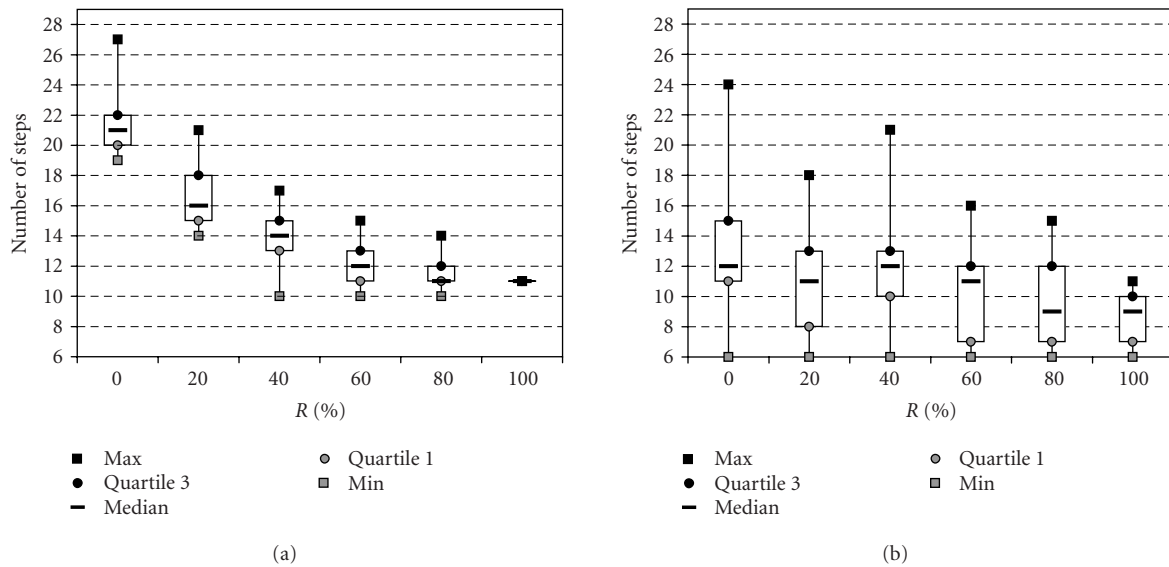 28
26
24
22
20
18
16
14
12
10
8
6
Number of steps
0 20 40 60 80 100
R (%)
Max
Quartile 3
Median
Quartile 1
Min
(a)
28
26
24
22
20
18
16
14
12
10
8
6
Number of steps
0 20 40 60 80 100
R (%)
Max
Quartile 3
Median
Quartile 1
Min
(b)